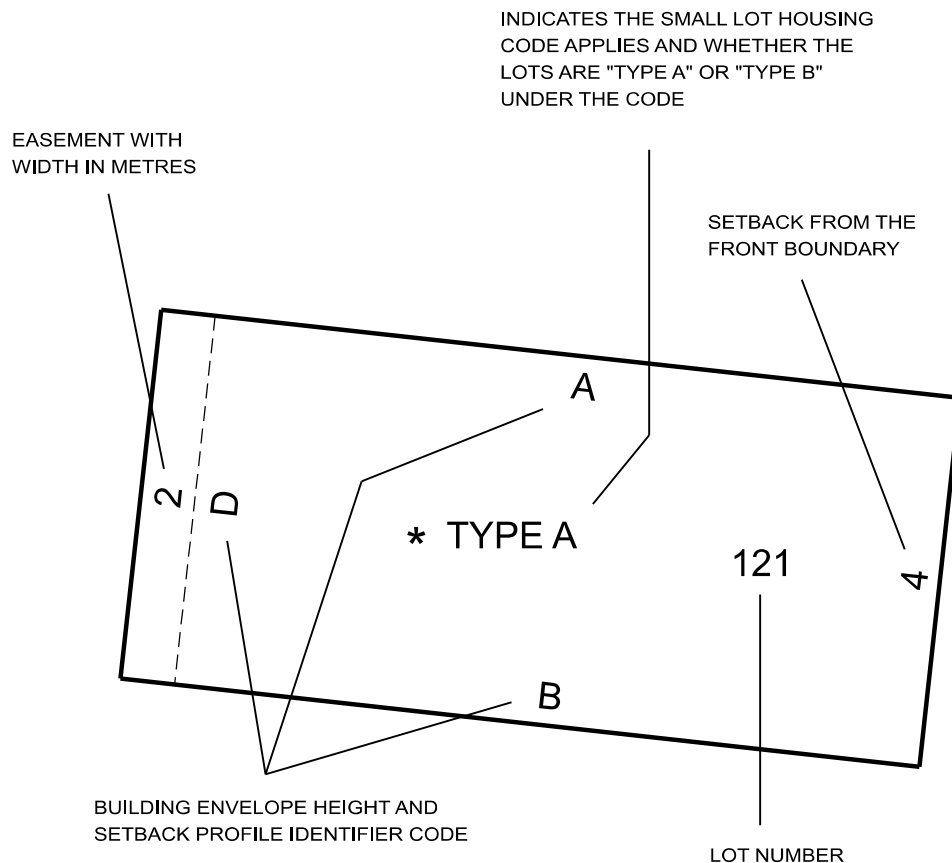 INDICATES THE SMALL LOT HOUSING
CODE APPLIES AND WHETHER THE
LOTS ARE "TYPE A" OR "TYPE B"
UNDER THE CODE
EASEMENT WITH
WIDTH IN METRES
SETBACK FROM THE
FRONT BOUNDARY
A
2
D
* TYPE A
121
4
B
BUILDING ENVELOPE HEIGHT AND
SETBACK PROFILE IDENTIFIER CODE
LOT NUMBER